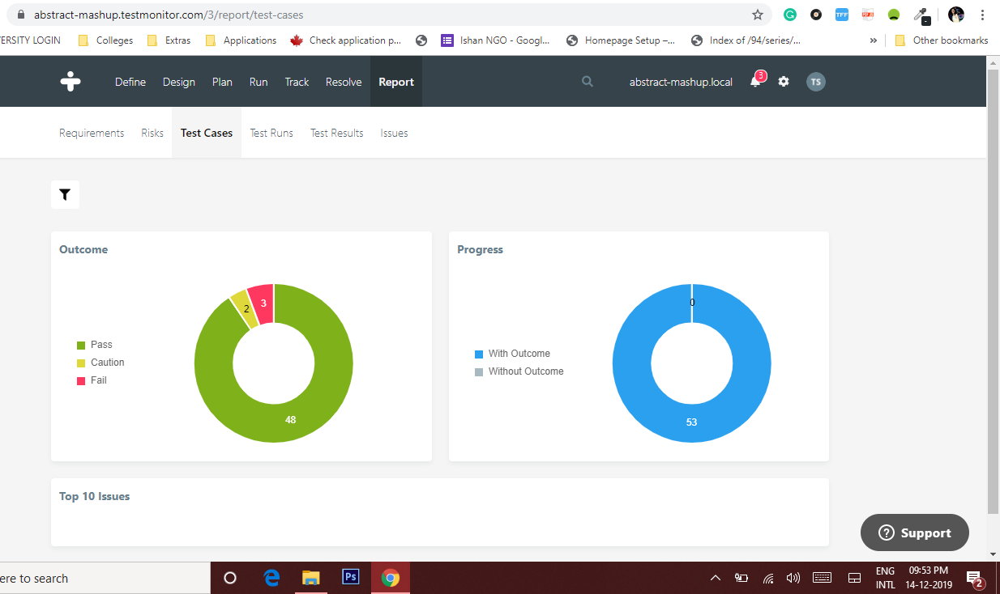 abstract-mashup.testmonitor.com/3/report/test-cases
TFF
ERSITY LOGIN Colleges Extras Applications Check application p... Ishan NGO - Googl... Homepage Setup –... Index of /94/series/... » Other bookmarks
Define Design Plan Run Track Resolve Report abstract-mashup.local 3 TS
Requirements Risks Test Cases Test Runs Test Results Issues
Outcome
Pass
Caution
Fail
2
3
48
Progress
With Outcome
Without Outcome
0
53
Top 10 Issues
? Support
ere to search
Ps
ENG
INTL
09:53 PM
14-12-2019
2